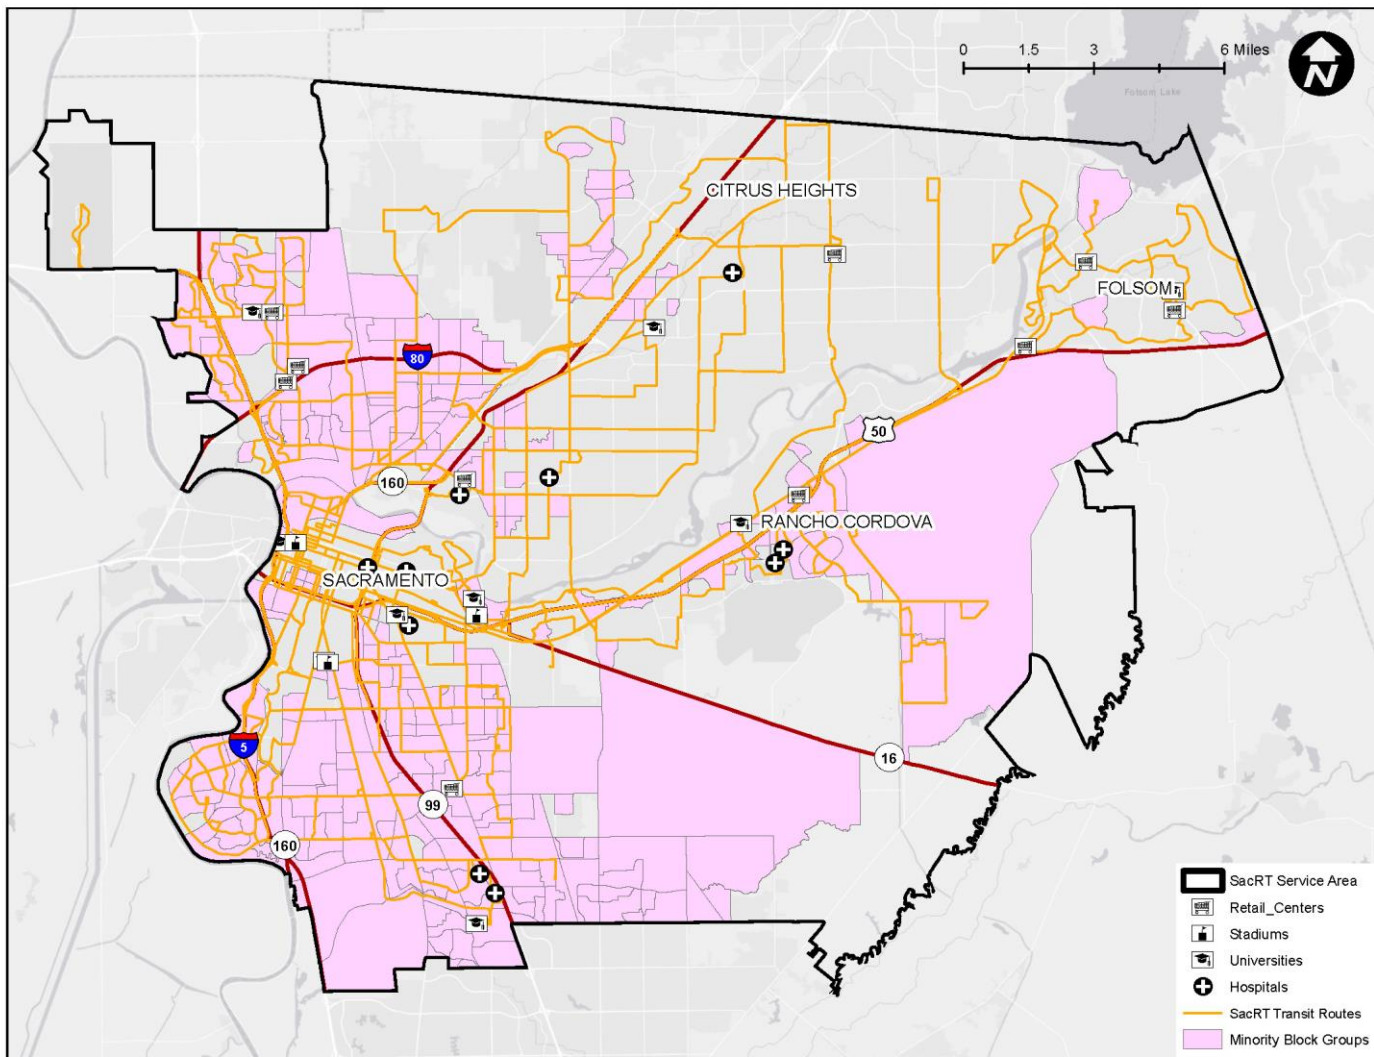 0 1.5 3 6 Miles
N
Folsom Lake
CITRUS HEIGHTS
FOLSOM
80
50
160
RANCHO CORDOVA
SACRAMENTO
5
16
99
160
SacRT Service Area
Retail_Centers
Stadiums
Universities
Hospitals
SacRT Transit Routes
Minority Block Groups